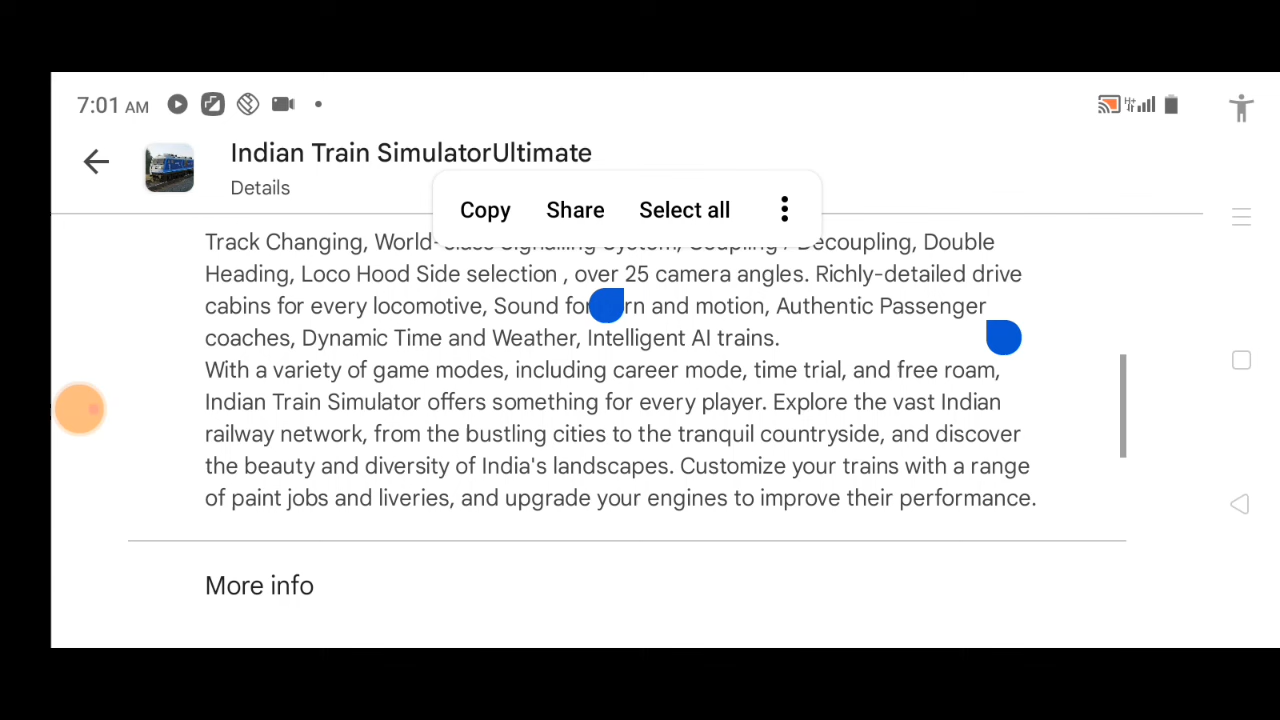 7:01 AM
Indian Train SimulatorUltimate
Details
Copy Share Select all
Track Changing, World-class Signalling System, Coupling / Decoupling, Double
Heading, Loco Hood Side selection , over 25 camera angles. Richly-detailed drive
cabins for every locomotive, Sound for and motion, Authentic Passenger
coaches, Dynamic Time and Weather, Intelligent AI trains.
With a variety of game modes, including career mode, time trial, and free roam,
Indian Train Simulator offers something for every player. Explore the vast Indian
railway network, from the bustling cities to the tranquil countryside, and discover
the beauty and diversity of India's landscapes. Customize your trains with a range
of paint jobs and liveries, and upgrade your engines to improve their performance.
More info